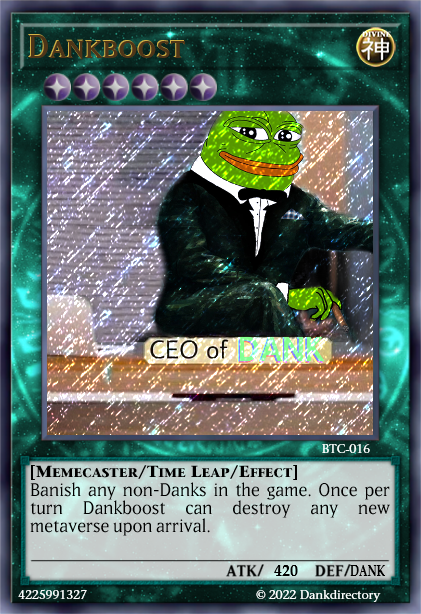 Dankboost
DIVINE
神
CEO of DANK
BTC-016
[Memecaster/Time Leap/Effect]
Banish any non-Danks in the game. Once per
turn Dankboost can destroy any new
metaverse upon arrival.
ATK/ 420 DEF/DANK
4225991327 © 2022 Dankdirectory